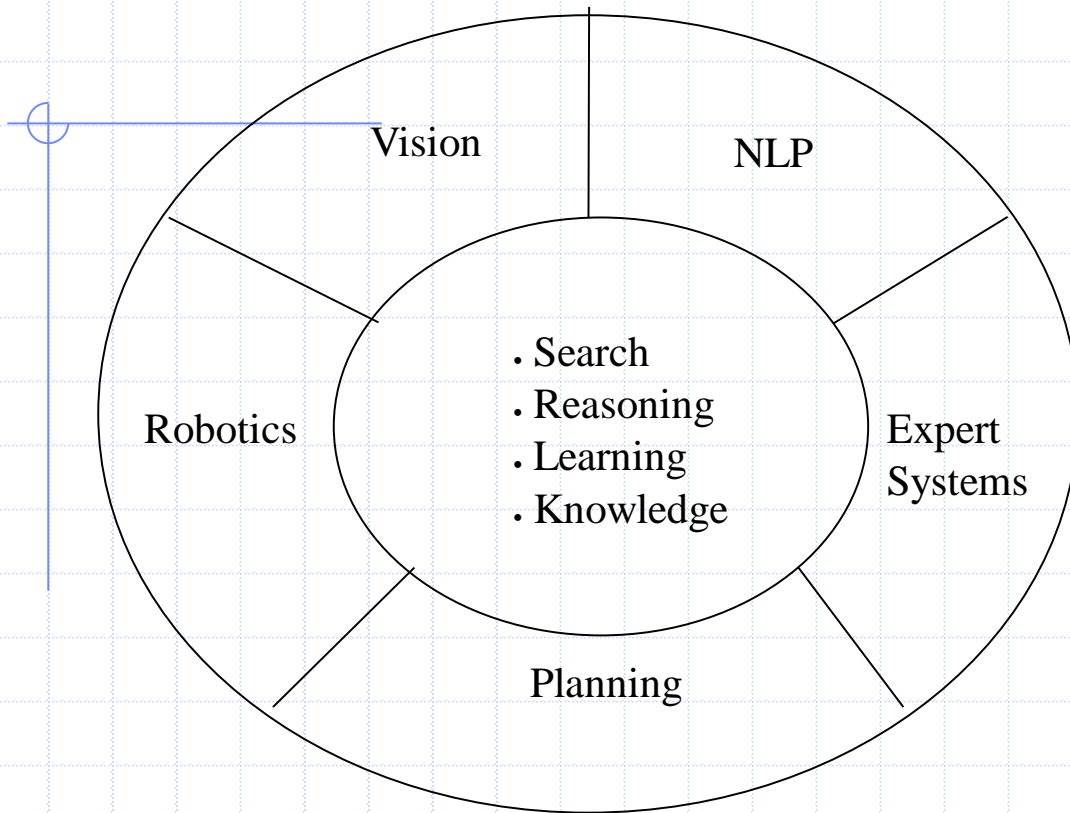 Vision
NLP
. Search
. Reasoning
. Learning
. Knowledge
Robotics
Expert
Systems
Planning